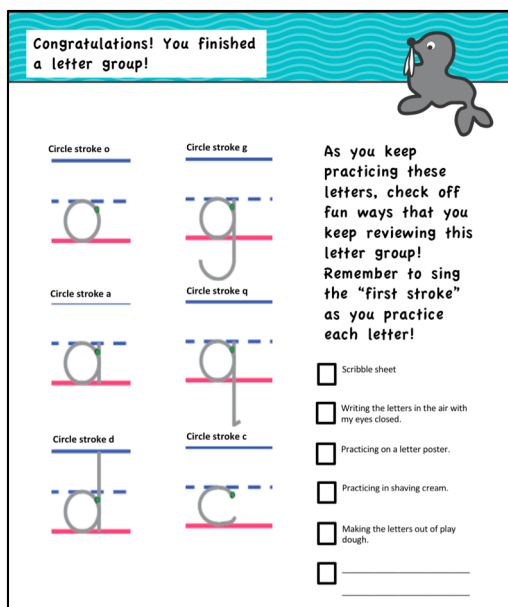 Congratulations! You finished
a letter group!
Circle stroke o
o
Circle stroke g
g
Circle stroke a
a
Circle stroke q
q
Circle stroke d
d
Circle stroke c
c
As you keep
practicing these
letters, check off
fun ways that you
keep reviewing this
letter group!
Remember to sing
the “first stroke”
as you practice
each letter!
Scribble sheet
Writing the letters in the air with
my eyes closed.
Practicing on a letter poster.
Practicing in shaving cream.
Making the letters out of play
dough.